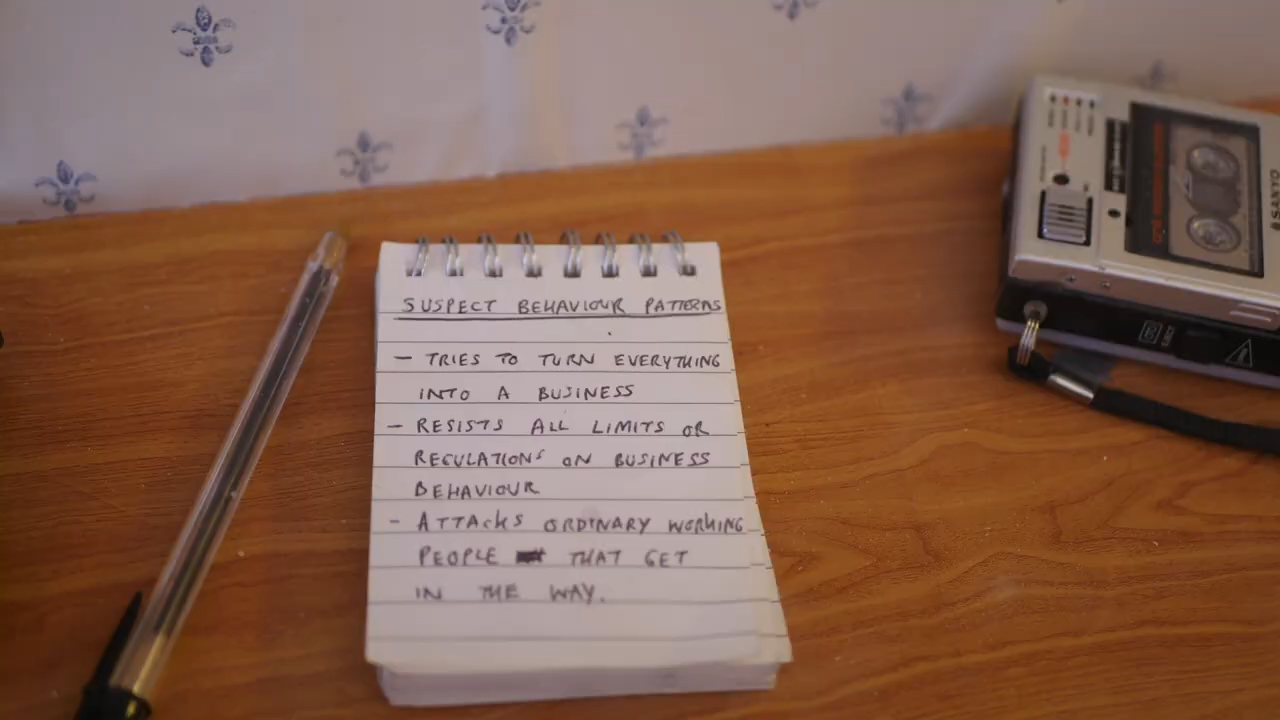 SUSPECT BEHAVIOUR PATTERNS
- TRIES TO TURN EVERYTHING
INTO A BUSINESS
- RESISTS ALL LIMITS OR
REGULATIONS ON BUSINESS
BEHAVIOUR
- ATTACKS ORDINARY WORKING
PEOPLE THAT GET
IN THE WAY.
SANYO